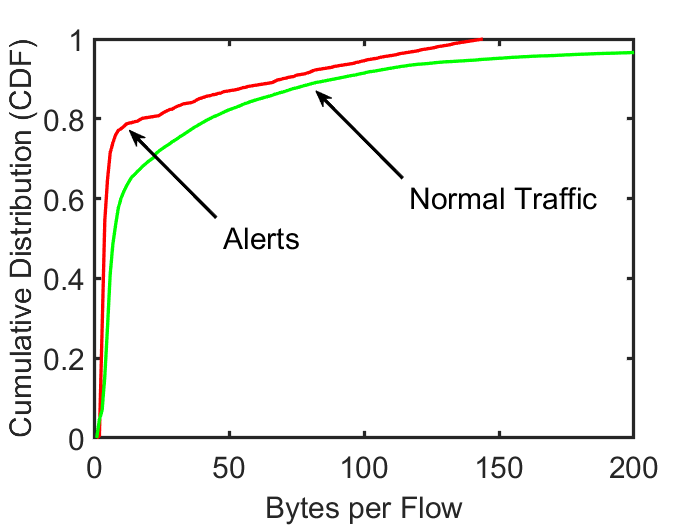 Cumulative Distribution (CDF)
1
0.8
0.6
0.4
0.2
0
0 50 100 150 200
Bytes per Flow
Normal Traffic
Alerts